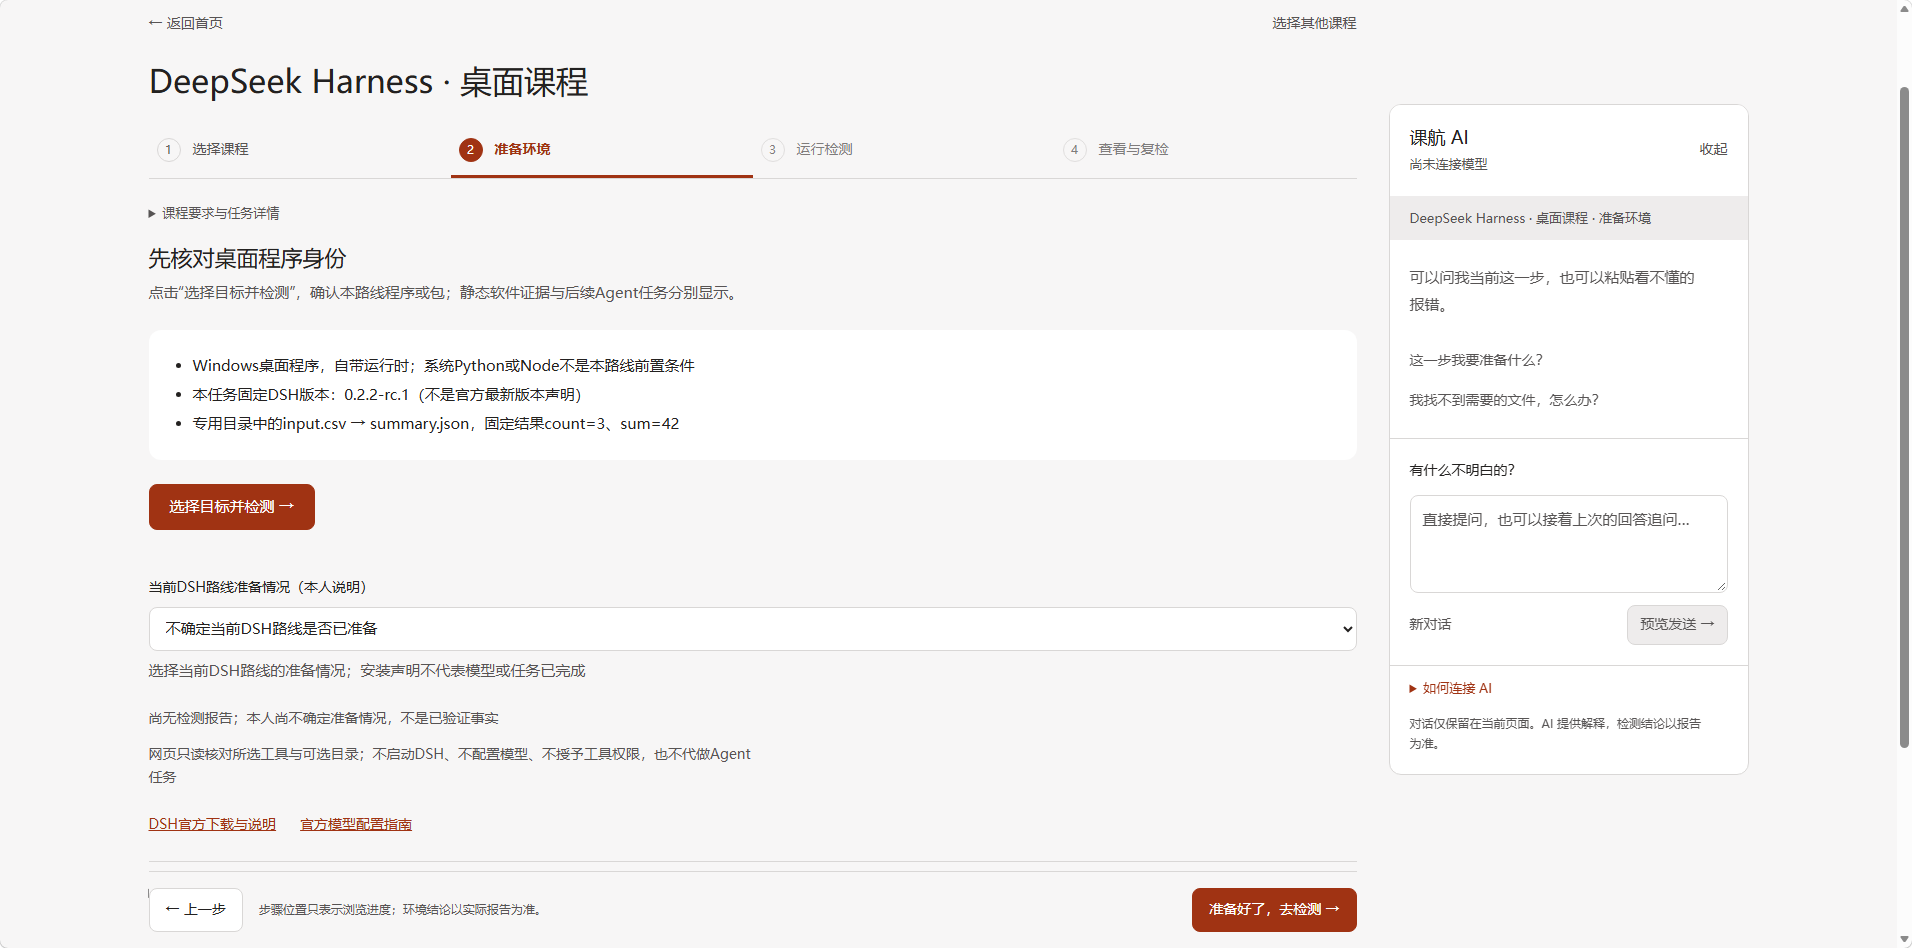 ← 返回首页
选择其他课程
DeepSeek Harness · 桌面课程
1 选择课程
2 准备环境
3 运行检测
4 查看与复检
▶ 课程要求与任务详情
先核对桌面程序身份
点击“选择目标并检测”，确认本路线程序或包；静态软件证据与后续Agent任务分别显示。
• Windows桌面程序，自带运行时；系统Python或Node不是本路线前置条件
• 本任务固定DSH版本：0.2.2-rc.1（不是官方最新版本声明）
• 专用目录中的input.csv → summary.json，固定结果count=3、sum=42
选择目标并检测 →
当前DSH路线准备情况（本人说明）
不确定当前DSH路线是否已准备
选择当前DSH路线的准备情况；安装声明不代表模型或任务已完成
尚无检测报告；本人尚不确定准备情况，不是已验证事实
网页只读核对所选工具与可选目录；不启动DSH、不配置模型、不授予工具权限，也不代做Agent
任务
DSH官方下载与说明
官方模型配置指南
← 上一步
步骤位置只表示浏览进度；环境结论以实际报告为准。
准备好了，去检测 →
课航 AI
尚未连接模型
收起
DeepSeek Harness · 桌面课程 · 准备环境
可以问我当前这一步，也可以粘贴看不懂的
报错。
这一步我要准备什么？
我找不到需要的文件，怎么办？
有什么不明白的？
直接提问，也可以接着上次的回答追问...
新对话
预览发送 →
▶ 如何连接 AI
对话仅保留在当前页面。AI 提供解释，检测结论以报告
为准。